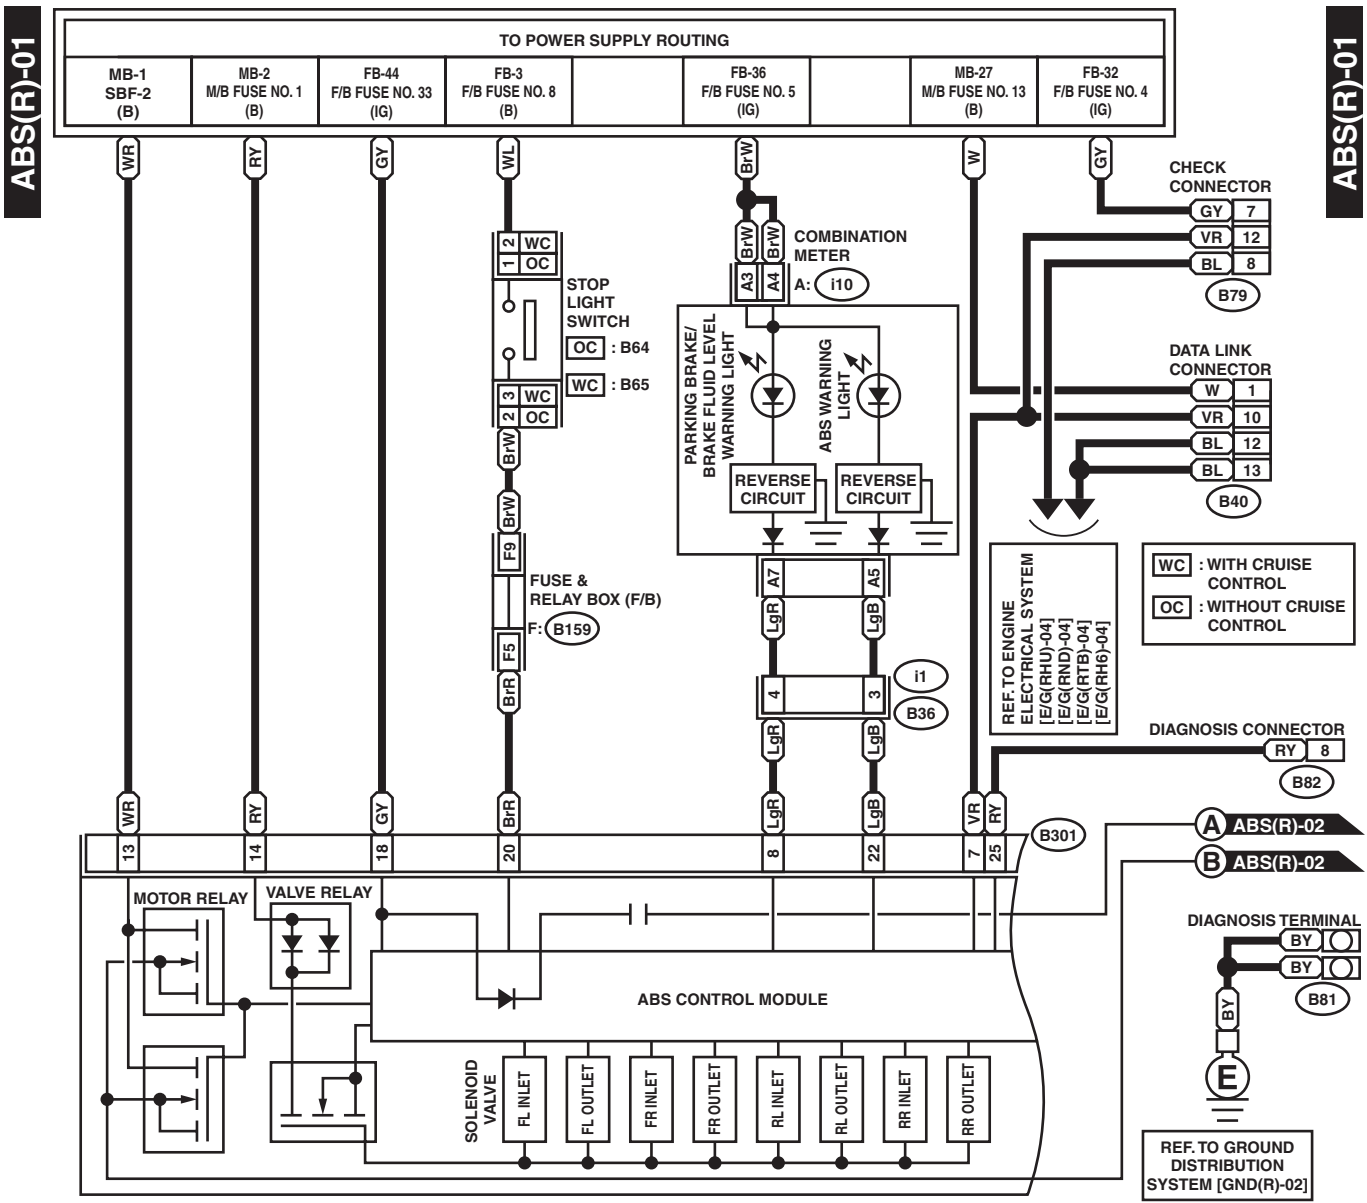 ABS(R)-01
ABS(R)-01
TO POWER SUPPLY ROUTING
MB-1
SBF-2
(B)
MB-2
M/B FUSE NO. 1
(B)
FB-44
F/B FUSE NO. 33
(IG)
FB-3
F/B FUSE NO. 8
(B)
FB-36
F/B FUSE NO. 5
(IG)
MB-27
M/B FUSE NO. 13
(B)
FB-32
F/B FUSE NO. 4
(IG)
WR
RY
GY
WL
BrW
W
GY
CHECK
CONNECTOR
GY 7
VR 12
BL 8
B79
2 WC
1 OC
STOP
LIGHT
SWITCH
OC : B64
WC : B65
3 WC
2 OC
BrW
BrW
F9
FUSE &
RELAY BOX (F/B)
F: B159
F5
BrR
BrW
BrW
COMBINATION
METER
A3
A4
A: i10
PARKING BRAKE/
BRAKE FLUID LEVEL
WARNING LIGHT
ABS WARNING
LIGHT
REVERSE
CIRCUIT
REVERSE
CIRCUIT
A7
A5
LgR
LgB
4
3
i1
B36
LgR
LgB
DATA LINK
CONNECTOR
W 1
VR 10
BL 12
BL 13
B40
REF. TO ENGINE
ELECTRICAL SYSTEM
[E/G(RHU)-04]
[E/G(RND)-04]
[E/G(RTB)-04]
[E/G(RH6)-04]
WC : WITH CRUISE
CONTROL
OC : WITHOUT CRUISE
CONTROL
DIAGNOSIS CONNECTOR
RY 8
B82
WR
RY
GY
BrR
LgR
LgB
VR
RY
13
14
18
20
8
22
7
25
B301
A ABS(R)-02
B ABS(R)-02
MOTOR RELAY
VALVE RELAY
ABS CONTROL MODULE
SOLENOID
VALVE
FL INLET
FL OUTLET
FR INLET
FR OUTLET
RL INLET
RL OUTLET
RR INLET
RR OUTLET
DIAGNOSIS TERMINAL
BY
BY
B81
BY
E
REF. TO GROUND
DISTRIBUTION
SYSTEM [GND(R)-02]